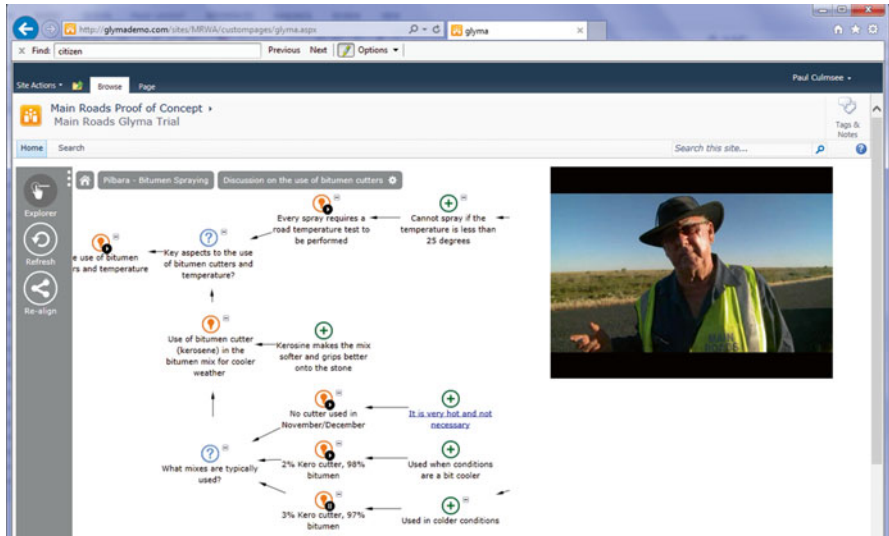 http://glymademo.com/sites/MRWA/custompages/glyma.aspx
glyma
Find: citizen
Previous Next Options
Site Actions
Browse
Page
Paul Culmsee
Main Roads Proof of Concept
Main Roads Glyma Trial
Tags & Notes
Home
Search
Search this site...
Explorer
Refresh
Re-align
Pilbara - Bitumen Spraying
Discussion on the use of bitumen cutters
Every spray requires a
road temperature test to
be performed
Cannot spray if the
temperature is less than
25 degrees
e use of bitumen
rs and temperature
Key aspects to the use
of bitumen cutters and
temperature?
Use of bitumen cutter
(kerosene) in the
bitumen mix for cooler
weather
Kerosine makes the mix
softer and grips better
onto the stone
No cutter used in
November/December
It is very hot and not
necessary
What mixes are typically
used?
2% Kero cutter, 98%
bitumen
Used when conditions
are a bit cooler
3% Kero cutter, 97%
bitumen
Used in colder conditions
MAIN
ROADS